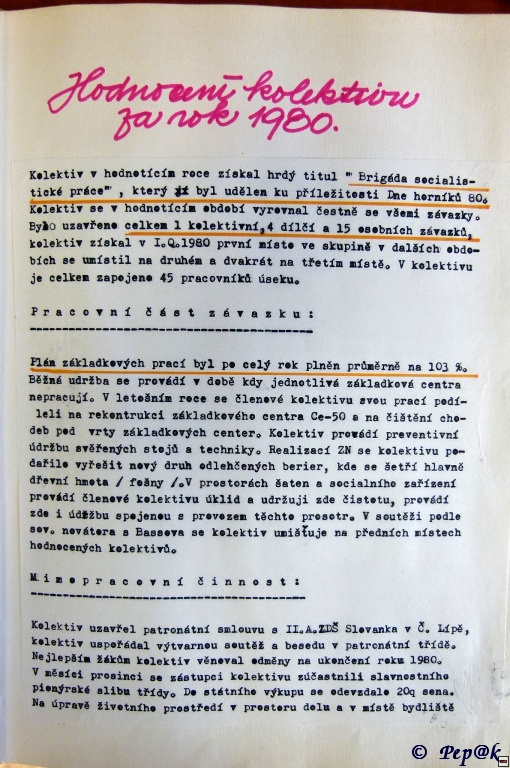 Hodnocení kolektivu
za rok 1980.
Kolektiv v hodnotícím roce získal hrdý titul " Brigáda socialis-
tické práce" , který jí byl udělen ku příležitosti Dne horníků 80.
Kolektiv se v hodnotícím období vyrovnal čestně se všemi závazky.
Bylo uzavřeno celkem 1 kolektivní,4 dílčí a 15 osobních závazků,
kolektiv získal v I.Q.1980 první místo ve skupině v dalších obdo-
bích se umístil na druhém a dvakrát na třetím místě. V kolektivu
je celkem zapojeno 45 pracovníků úseku.
P r a c o v n í   č á s t   z á v a z k u :
----------------------------------------
Plán základkových prací byl po celý rok plněn průměrně na 103 %.
Běžná udržba se provádí v době kdy jednotlivá základková centra
nepracují. V letošním roce se členové kolektivu svou prací podí-
leli na rekontrukci základkového centra Ce-50 a na čištění cho-
deb pod  vrty základkových center. Kolektiv provádí preventivní
údržbu svěřených stojů a techniky. Realizací ZN se kolektivu po-
dařilo vyřešit nový druh odlehčených berier, kde se šetří hlavně
dřevní hmota / fošny /.V prostorách šaten a socialního zařízení
provádí členové kolektivu úklid a udržují zde čistotu, provádí
zde i údžbu spojenou s provozem těchto prosotr. V soutěži podle
sov. novátora s Bassova se kolektiv umišťuje na předních místech
hodnocených kolektivů.
M i m o p r a c o v n í   č i n n o s t :
---------------------------------------
Kolektiv uzavřel patronátní smlouvu s II.A.ZDŠ Slovanka v Č. Lípě,
kolektiv uspořádal výtvarnou soutěž a besedu v patronátní třídě.
Nejlepším žákům kolektiv věnoval odměny na ukončení roku 1980.
V měsíci prosinci se zástupci kolektivu zúčastnili slavnostního
pionýrské slibu třídy. Do státního výkupu se odevzdalo 20q sena.
Na úpravě životního prostředí v prostoru dolu a v místě bydliště
© Pep@k